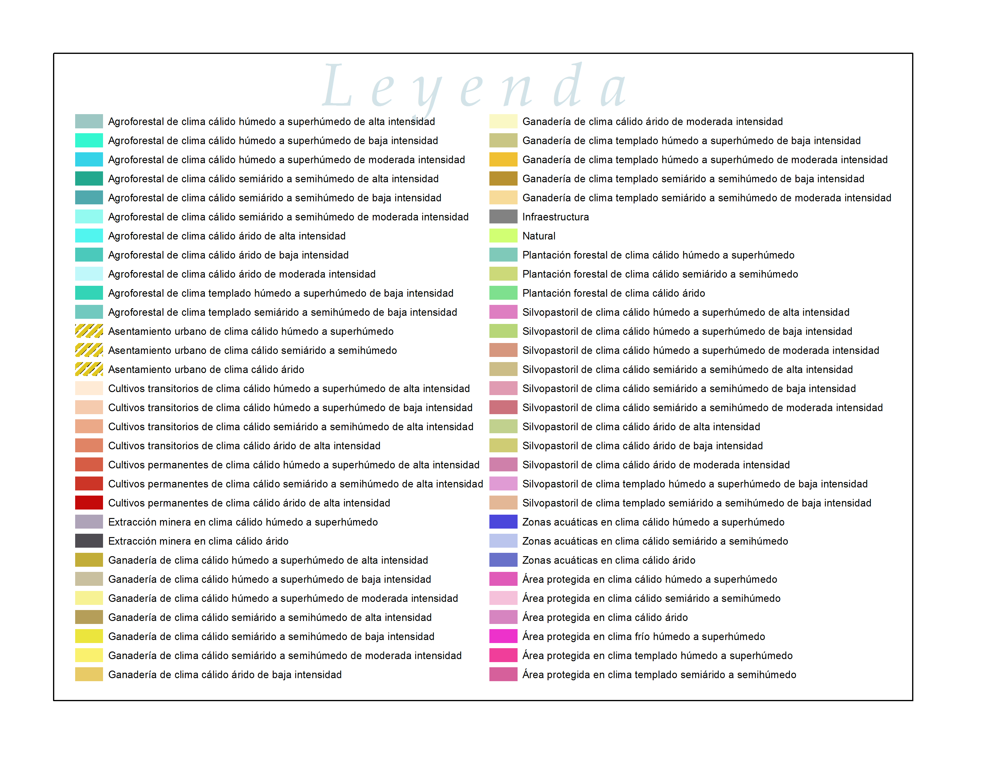 Leyenda
Agroforestal de clima cálido húmedo a superhúmedo de alta intensidad
Agroforestal de clima cálido húmedo a superhúmedo de baja intensidad
Agroforestal de clima cálido húmedo a superhúmedo de moderada intensidad
Agroforestal de clima cálido semiárido a semihúmedo de alta intensidad
Agroforestal de clima cálido semiárido a semihúmedo de baja intensidad
Agroforestal de clima cálido semiárido a semihúmedo de moderada intensidad
Agroforestal de clima cálido árido de alta intensidad
Agroforestal de clima cálido árido de baja intensidad
Agroforestal de clima cálido árido de moderada intensidad
Agroforestal de clima templado húmedo a superhúmedo de baja intensidad
Agroforestal de clima templado semiárido a semihúmedo de baja intensidad
Asentamiento urbano de clima cálido húmedo a superhúmedo
Asentamiento urbano de clima cálido semiárido a semihúmedo
Asentamiento urbano de clima cálido árido
Cultivos transitorios de clima cálido húmedo a superhúmedo de alta intensidad
Cultivos transitorios de clima cálido húmedo a superhúmedo de baja intensidad
Cultivos transitorios de clima cálido semiárido a semihúmedo de alta intensidad
Cultivos transitorios de clima cálido árido de alta intensidad
Cultivos permanentes de clima cálido húmedo a superhúmedo de alta intensidad
Cultivos permanentes de clima cálido semiárido a semihúmedo de alta intensidad
Cultivos permanentes de clima cálido árido de alta intensidad
Extracción minera en clima cálido húmedo a superhúmedo
Extracción minera en clima cálido árido
Ganadería de clima cálido húmedo a superhúmedo de alta intensidad
Ganadería de clima cálido húmedo a superhúmedo de baja intensidad
Ganadería de clima cálido húmedo a superhúmedo de moderada intensidad
Ganadería de clima cálido semiárido a semihúmedo de alta intensidad
Ganadería de clima cálido semiárido a semihúmedo de baja intensidad
Ganadería de clima cálido semiárido a semihúmedo de moderada intensidad
Ganadería de clima cálido árido de baja intensidad
Ganadería de clima cálido árido de moderada intensidad
Ganadería de clima templado húmedo a superhúmedo de baja intensidad
Ganadería de clima templado húmedo a superhúmedo de moderada intensidad
Ganadería de clima templado semiárido a semihúmedo de baja intensidad
Ganadería de clima templado semiárido a semihúmedo de moderada intensidad
Infraestructura
Natural
Plantación forestal de clima cálido húmedo a superhúmedo
Plantación forestal de clima cálido semiárido a semihúmedo
Plantación forestal de clima cálido árido
Silvopastoril de clima cálido húmedo a superhúmedo de alta intensidad
Silvopastoril de clima cálido húmedo a superhúmedo de baja intensidad
Silvopastoril de clima cálido húmedo a superhúmedo de moderada intensidad
Silvopastoril de clima cálido semiárido a semihúmedo de alta intensidad
Silvopastoril de clima cálido semiárido a semihúmedo de baja intensidad
Silvopastoril de clima cálido semiárido a semihúmedo de moderada intensidad
Silvopastoril de clima cálido árido de alta intensidad
Silvopastoril de clima cálido árido de baja intensidad
Silvopastoril de clima cálido árido de moderada intensidad
Silvopastoril de clima templado húmedo a superhúmedo de baja intensidad
Silvopastoril de clima templado semiárido a semihúmedo de baja intensidad
Zonas acuáticas en clima cálido húmedo a superhúmedo
Zonas acuáticas en clima cálido semiárido a semihúmedo
Zonas acuáticas en clima cálido árido
Área protegida en clima cálido húmedo a superhúmedo
Área protegida en clima cálido semiárido a semihúmedo
Área protegida en clima cálido árido
Área protegida en clima frío húmedo a superhúmedo
Área protegida en clima templado húmedo a superhúmedo
Área protegida en clima templado semiárido a semihúmedo